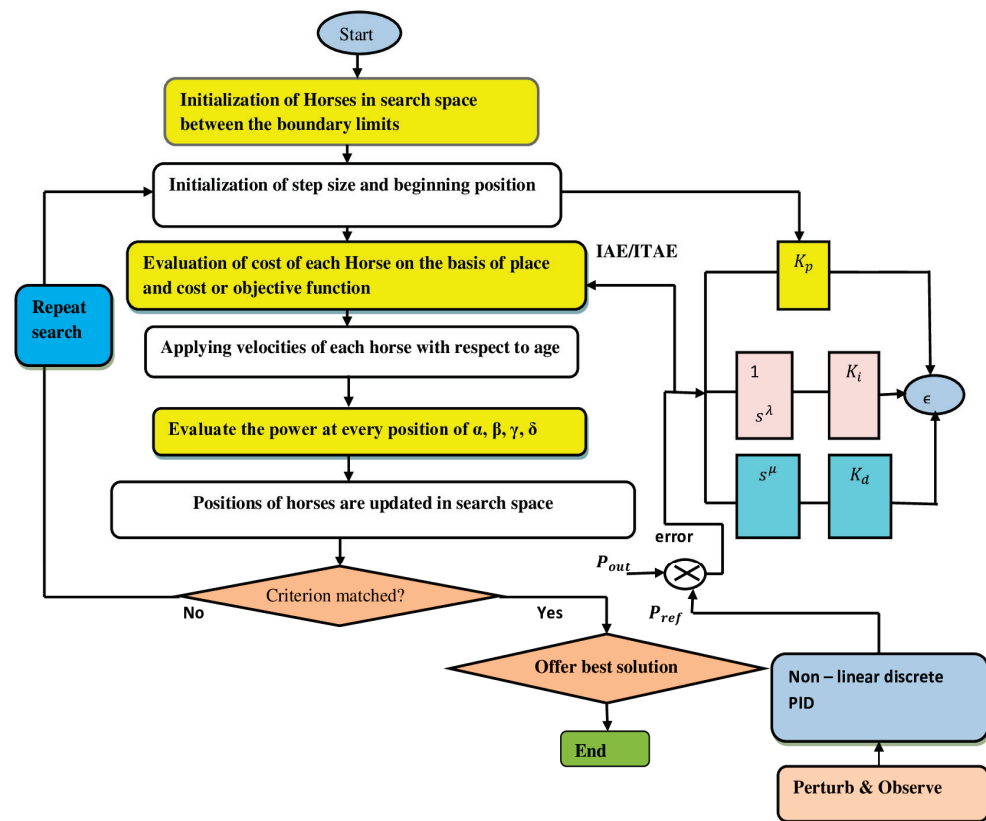 Start
Initialization of Horses in search space
between the boundary limits
Initialization of step size and beginning position
IAE/ITAE
Evaluation of cost of each Horse on the basis of place
and cost or objective function
Repeat
search
Applying velocities of each horse with respect to age
Evaluate the power at every position of α, β, γ, δ
Positions of horses are updated in search space
Criterion matched?
No
Yes
Offer best solution
End
K_p
1
s^λ
K_i
ϵ
s^μ
K_d
error
P_out
P_ref
Non – linear discrete
PID
Perturb & Observe